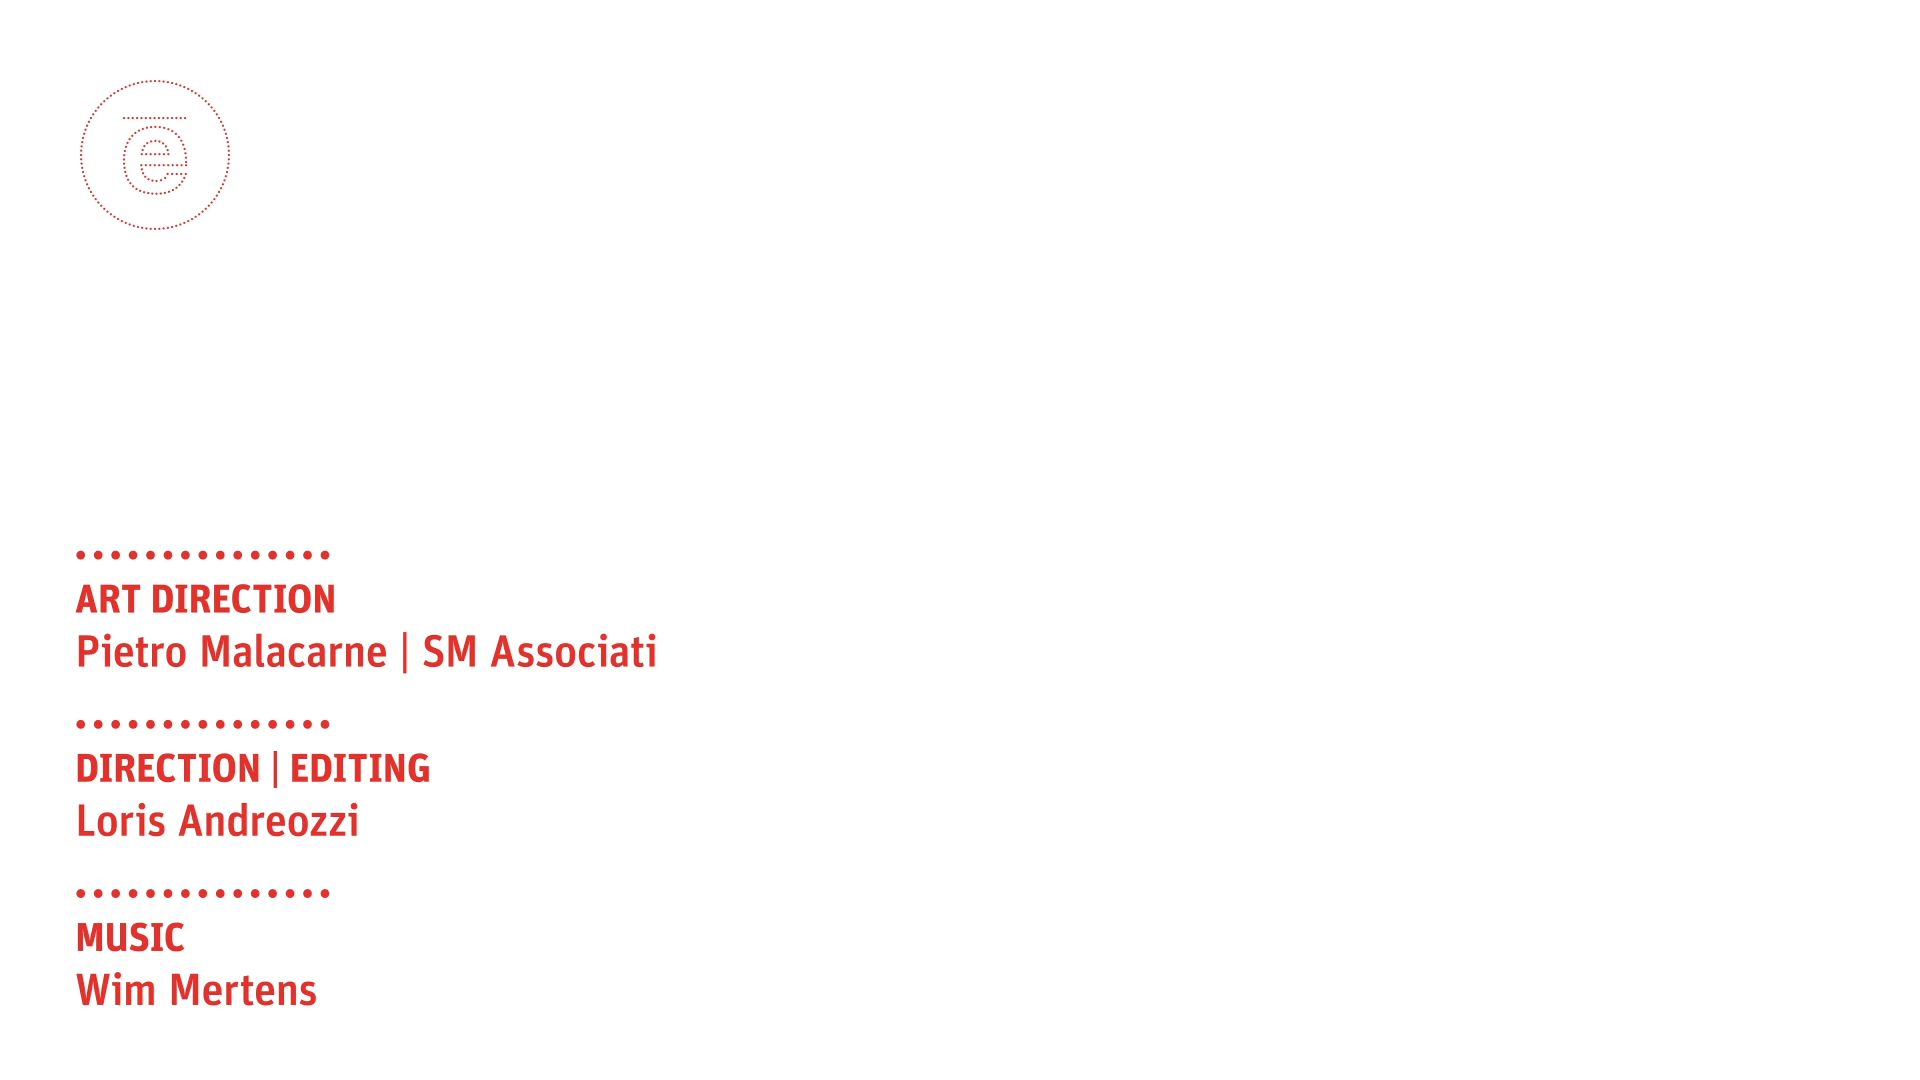 ē
ART DIRECTION
Pietro Malacarne | SM Associati
DIRECTION | EDITING
Loris Andreozzi
MUSIC
Wim Mertens